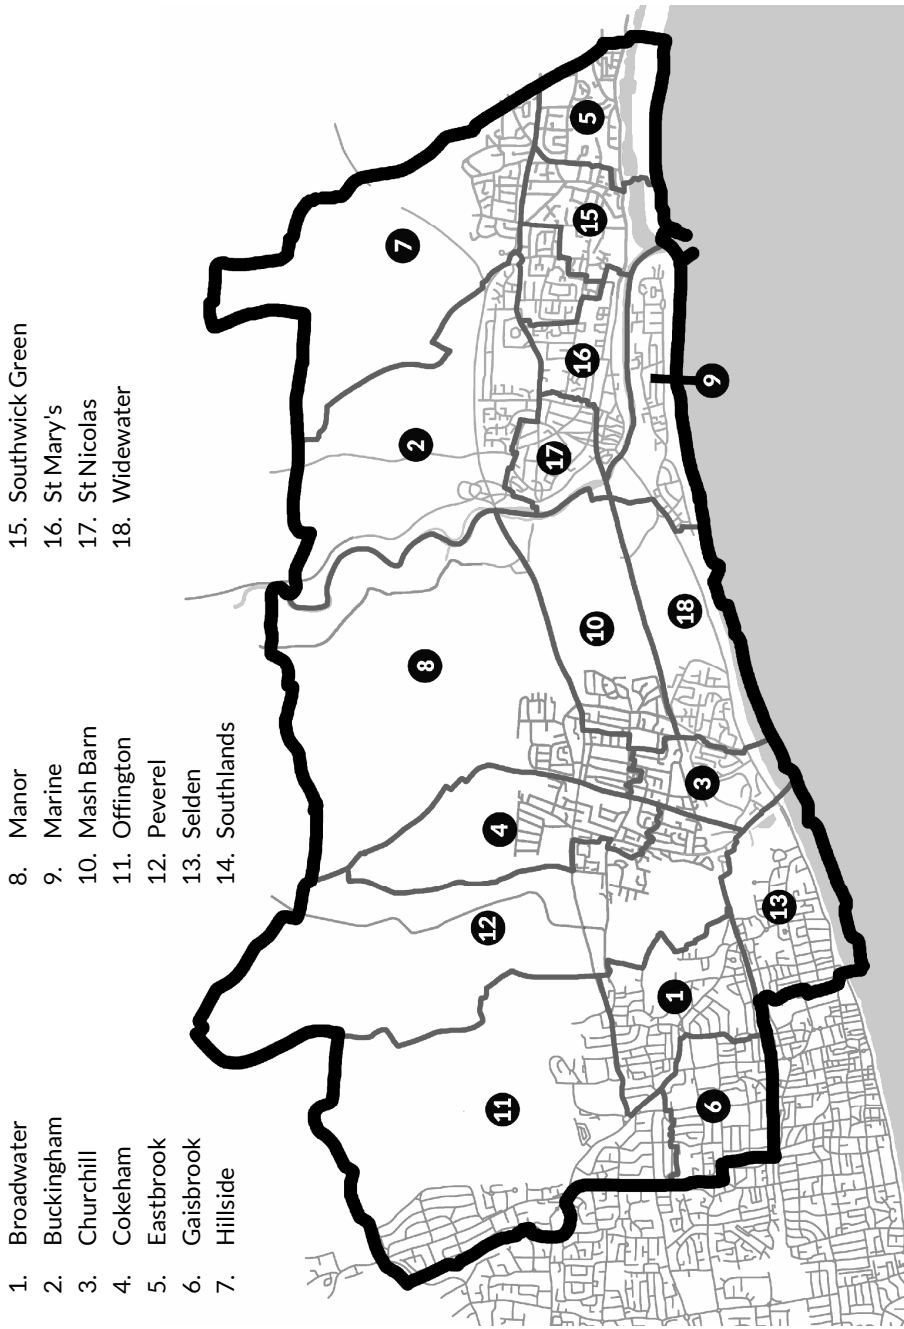 1. Broadwater
2. Buckingham
3. Churchill
4. Cokeham
5. Eastbrook
6. Gaisbrook
7. Hillside
8. Manor
9. Marine
10. Mash Barn
11. Offington
12. Peverel
13. Selden
14. Southlands
15. Southwick Green
16. St Mary's
17. St Nicolas
18. Widewater
11
12
4
8
2
7
6
1
13
3
10
18
17
16
9
15
5